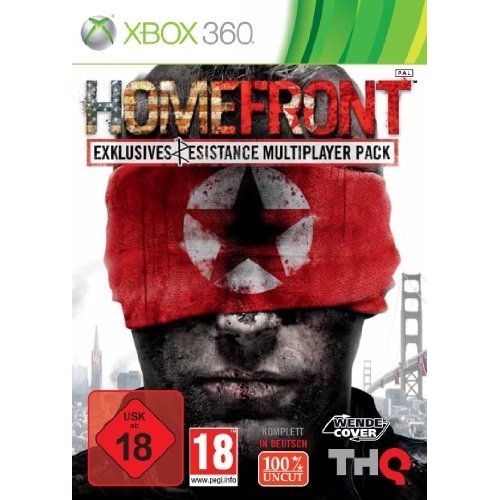 XBOX 360
PAL
HOMEFRONT
EXKLUSIVES RESISTANCE MULTIPLAYER PACK
USK
ab
18
18
www.pegi.info
KOMPLETT
IN DEUTSCH
100%
UNCUT
WENDE
COVER
THQ